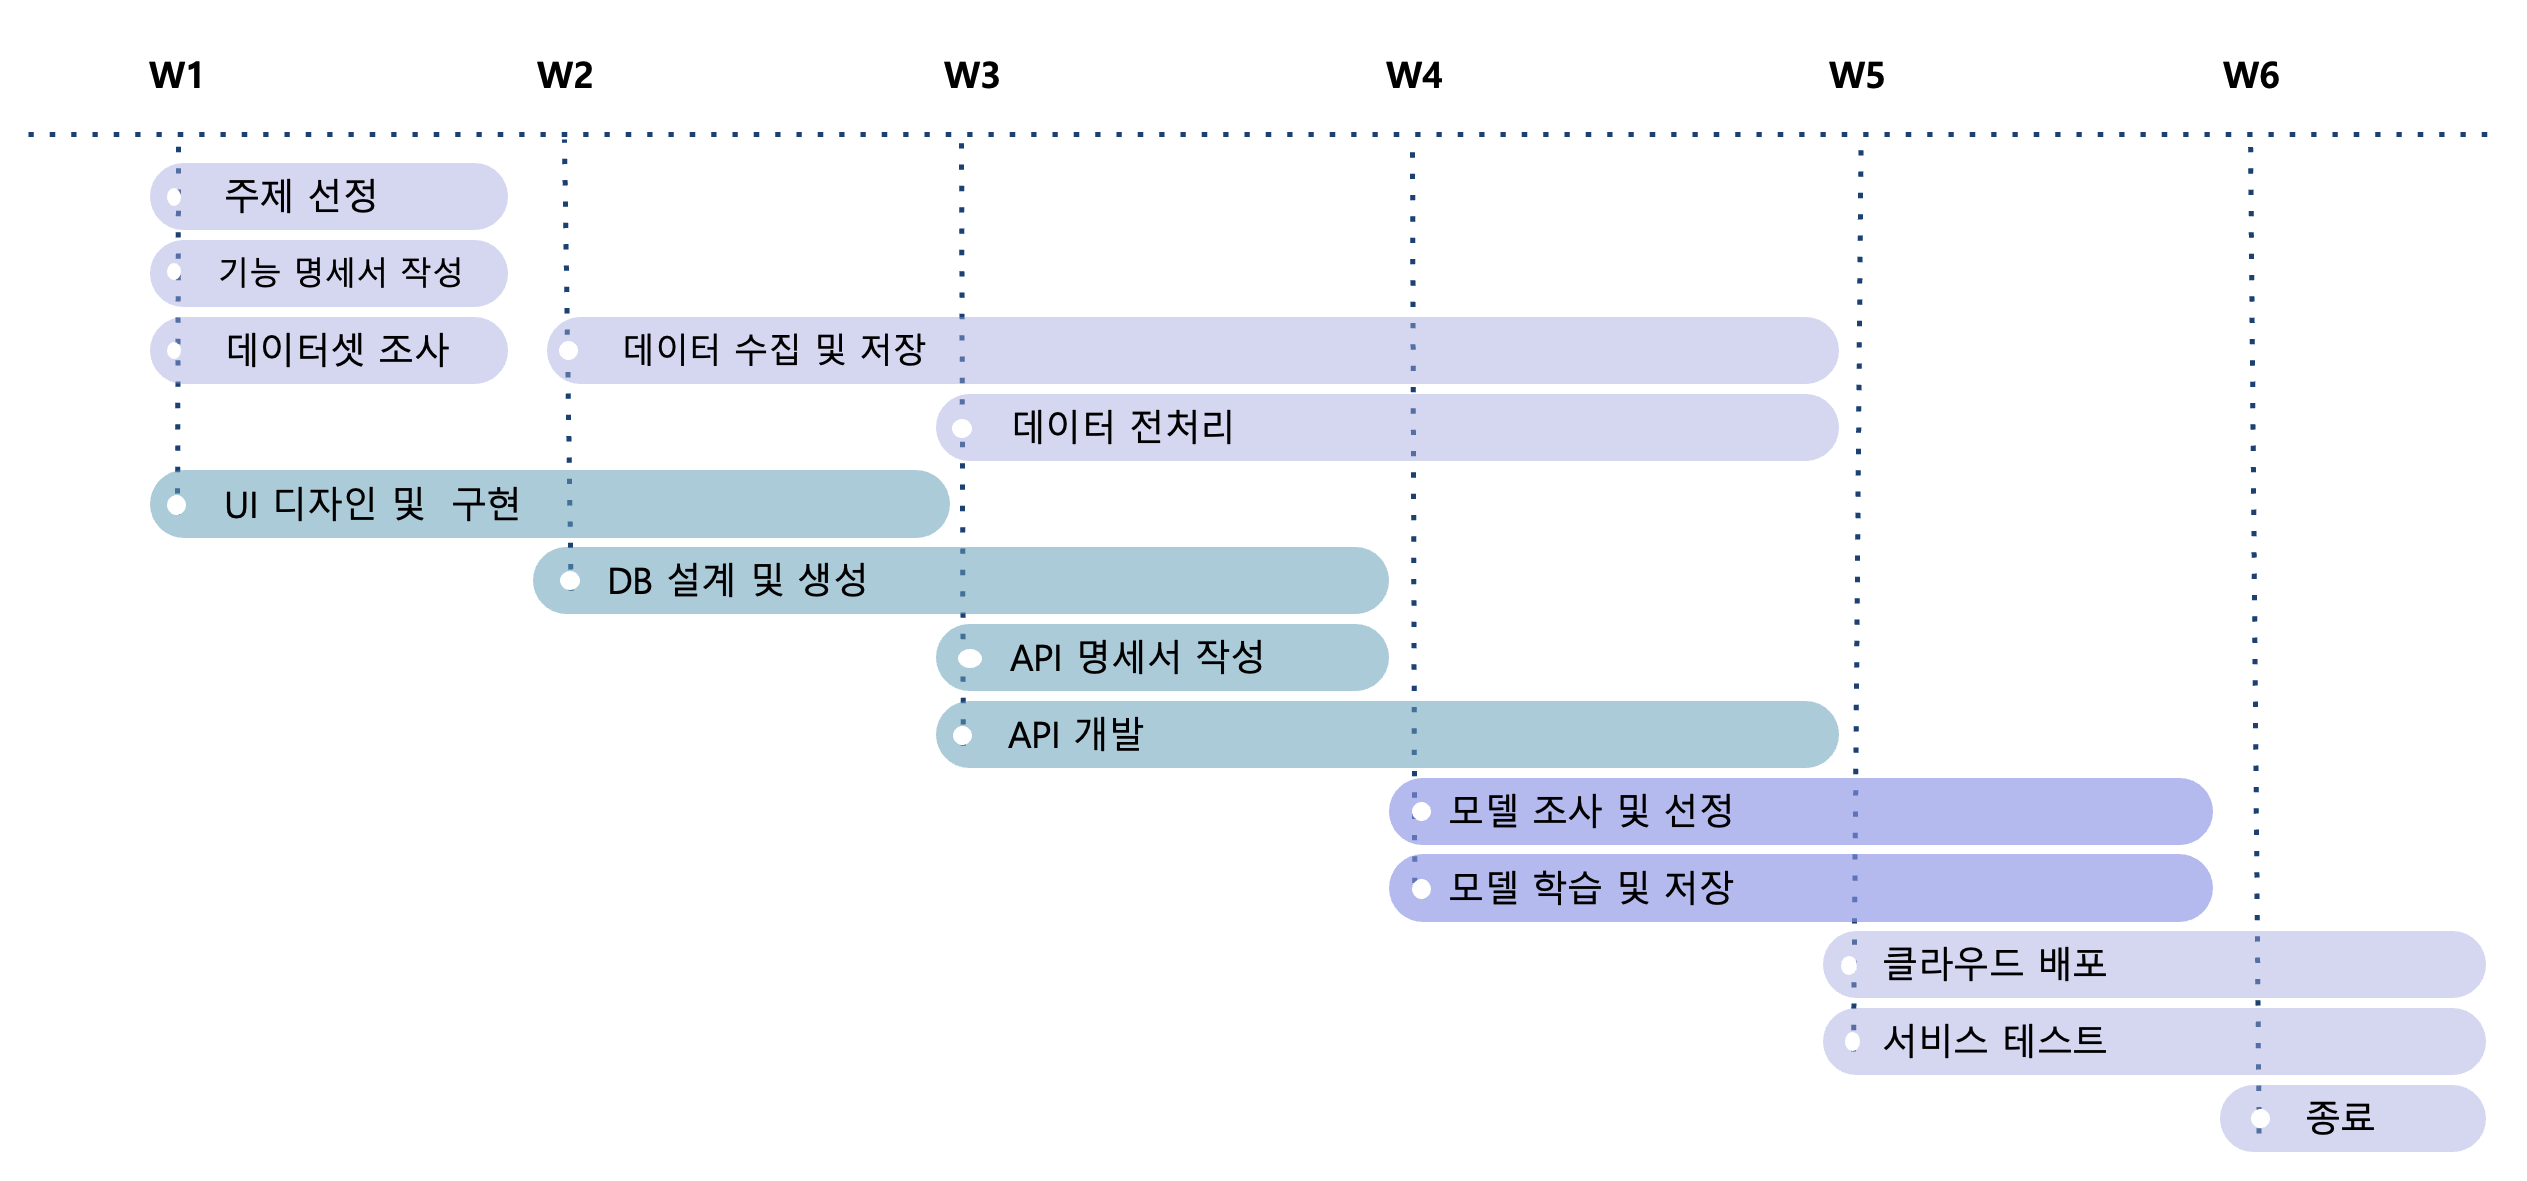 W1 W2 W3 W4 W5 W6
주제 선정
기능 명세서 작성
데이터셋 조사 데이터 수집 및 저장
데이터 전처리
UI 디자인 및 구현
DB 설계 및 생성
API 명세서 작성
API 개발
모델 조사 및 선정
모델 학습 및 저장
클라우드 배포
서비스 테스트
종료